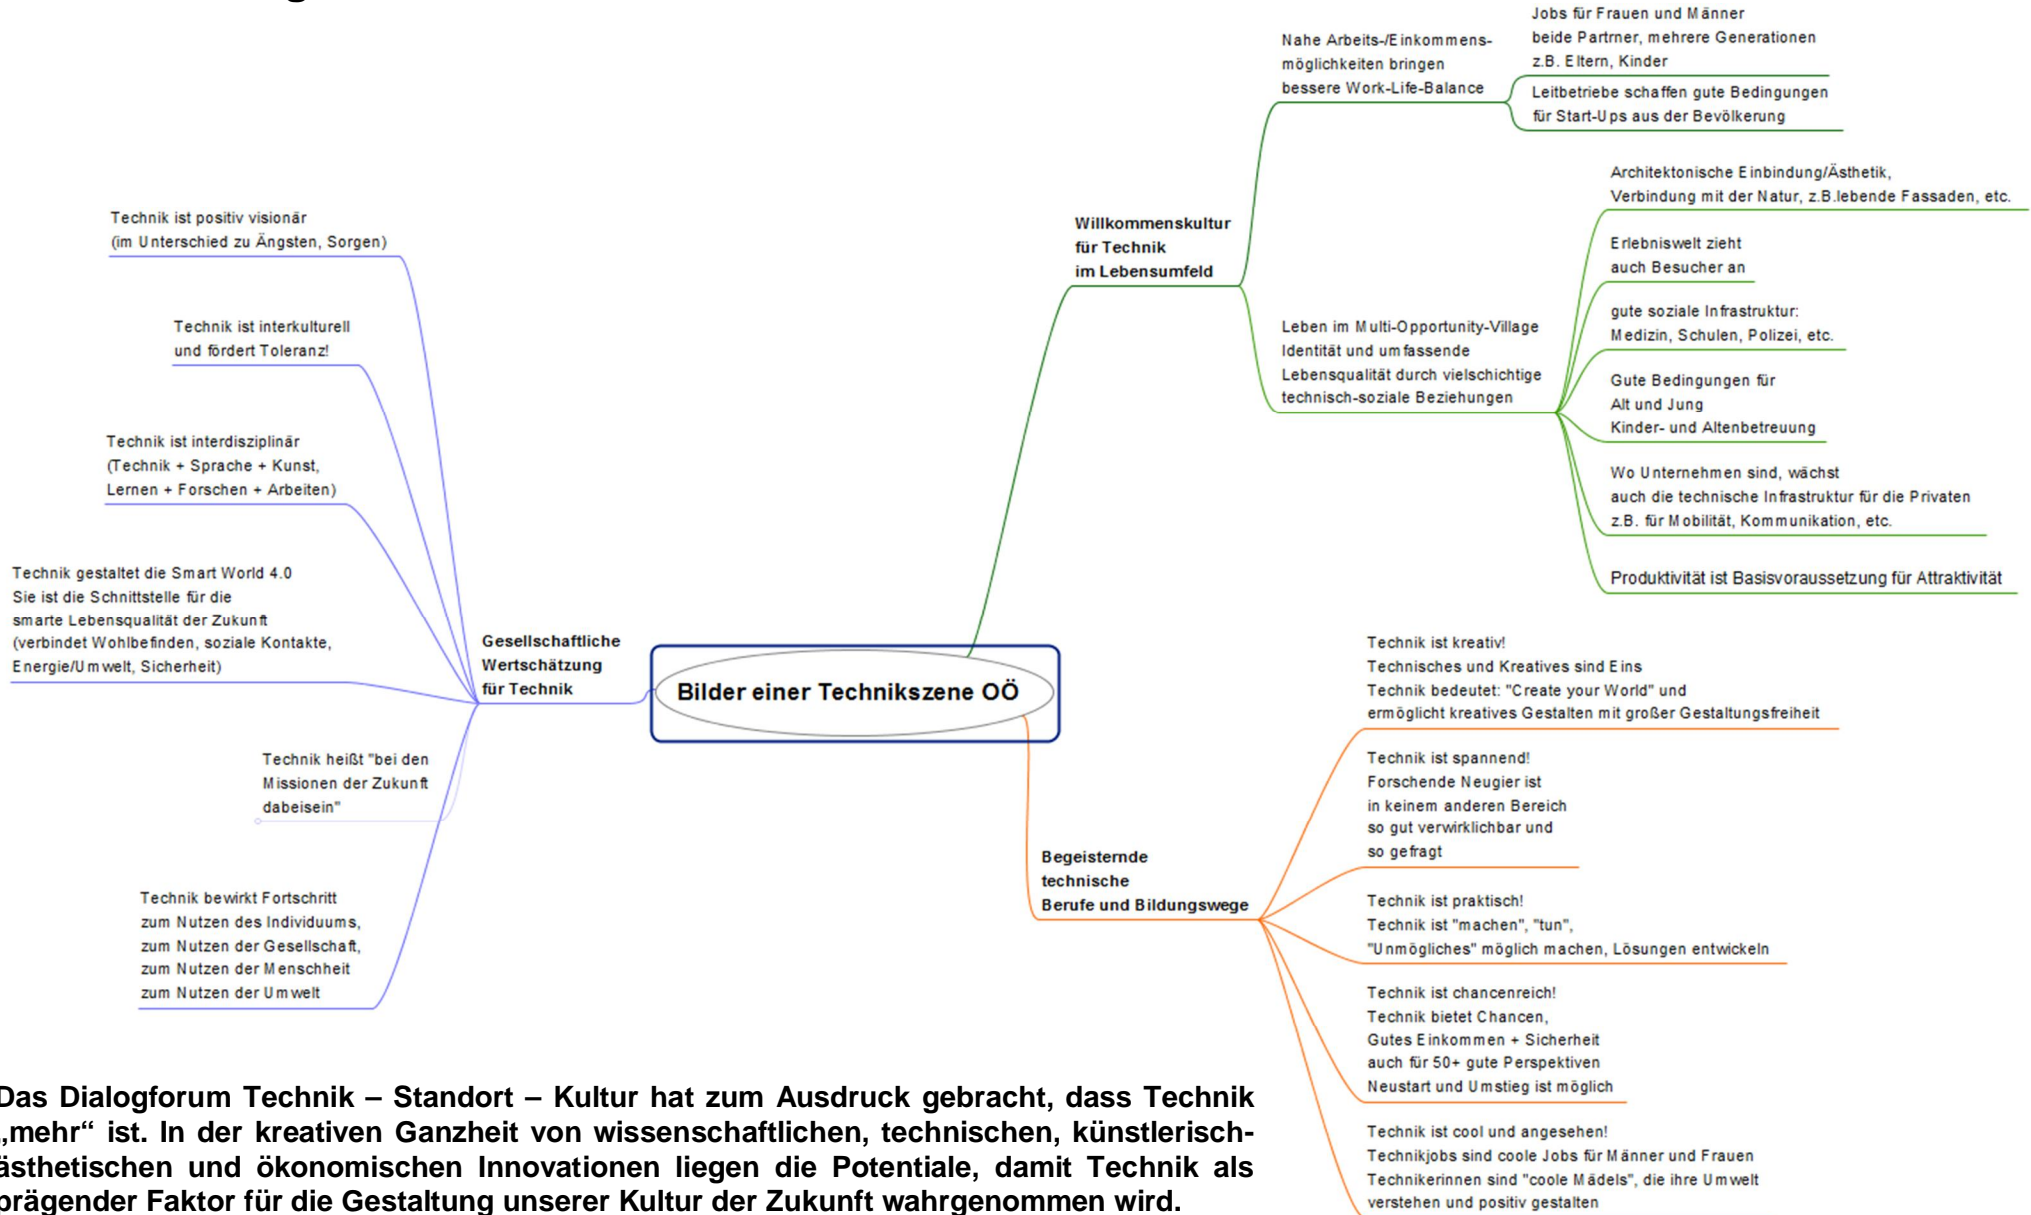 Bilder einer Technikszene OÖ
Willkommenskultur
für Technik
im Lebensumfeld
Nahe Arbeits-/Einkommens-
möglichkeiten bringen
bessere Work-Life-Balance
Jobs für Frauen und Männer
beide Partrner, mehrere Generationen
z.B. Eltern, Kinder
Leitbetriebe schaffen gute Bedingungen
für Start-Ups aus der Bevölkerung
Leben im Multi-Opportunity-Village
Identität und umfassende
Lebensqualität durch vielschichtige
technisch-soziale Beziehungen
Architektonische Einbindung/Ästhetik,
Verbindung mit der Natur, z.B.lebende Fassaden, etc.
Erlebniswelt zieht
auch Besucher an
gute soziale Infrastruktur:
Medizin, Schulen, Polizei, etc.
Gute Bedingungen für
Alt und Jung
Kinder- und Altenbetreuung
Wo Unternehmen sind, wächst
auch die technische Infrastruktur für die Privaten
z.B. für Mobilität, Kommunikation, etc.
Produktivität ist Basisvoraussetzung für Attraktivität
Begeisternde
technische
Berufe und Bildungswege
Technik ist kreativ!
Technisches und Kreatives sind Eins
Technik bedeutet: "Create your World" und
ermöglicht kreatives Gestalten mit großer Gestaltungsfreiheit
Technik ist spannend!
Forschende Neugier ist
in keinem anderen Bereich
so gut verwirklichbar und
so gefragt
Technik ist praktisch!
Technik ist "machen", "tun",
"Unmögliches" möglich machen, Lösungen entwickeln
Technik ist chancenreich!
Technik bietet Chancen,
Gutes Einkommen + Sicherheit
auch für 50+ gute Perspektiven
Neustart und Umstieg ist möglich
Technik ist cool und angesehen!
Technikjobs sind coole Jobs für Männer und Frauen
Technikerinnen sind "coole Mädels", die ihre Umwelt
verstehen und positiv gestalten
Gesellschaftliche
Wertschätzung
für Technik
Technik ist positiv visionär
(im Unterschied zu Ängsten, Sorgen)
Technik ist interkulturell
und fördert Toleranz!
Technik ist interdisziplinär
(Technik + Sprache + Kunst,
Lernen + Forschen + Arbeiten)
Technik gestaltet die Smart World 4.0
Sie ist die Schnittstelle für die
smarte Lebensqualität der Zukunft
(verbindet Wohlbefinden, soziale Kontakte,
Energie/Umwelt, Sicherheit)
Technik heißt "bei den
Missionen der Zukunft
dabeisein"
Technik bewirkt Fortschritt
zum Nutzen des Individuums,
zum Nutzen der Gesellschaft,
zum Nutzen der Menschheit
zum Nutzen der Umwelt
Das Dialogforum Technik – Standort – Kultur hat zum Ausdruck gebracht, dass Technik
„mehr“ ist. In der kreativen Ganzheit von wissenschaftlichen, technischen, künstlerisch-
ästhetischen und ökonomischen Innovationen liegen die Potentiale, damit Technik als
prägender Faktor für die Gestaltung unserer Kultur der Zukunft wahrgenommen wird.